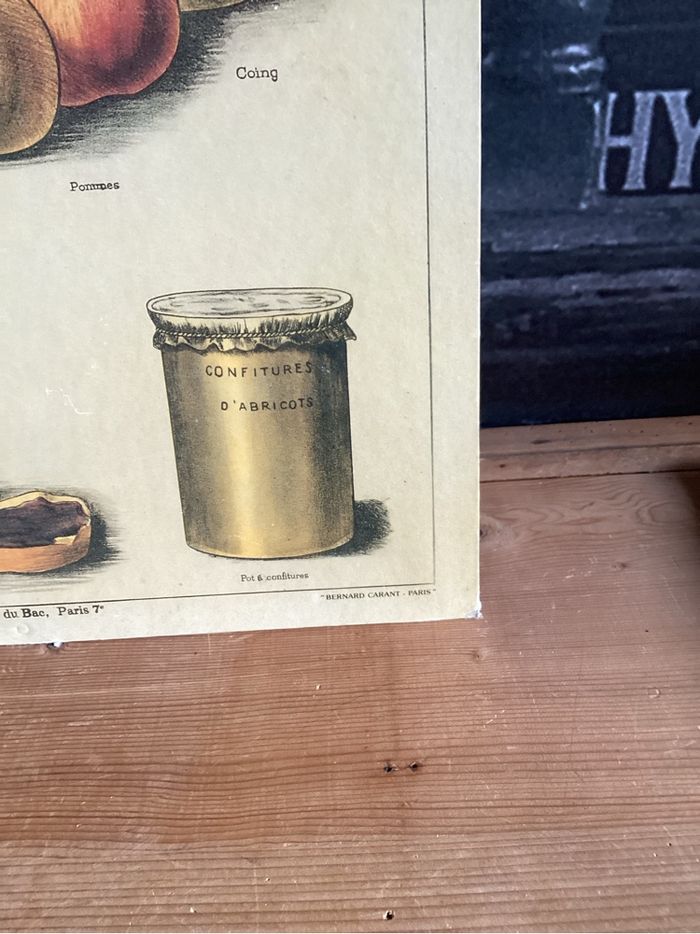 Coing
Pommes
HY
CONFITURES
D'ABRICOTS
Pot à confitures
"BERNARD CARANT - PARIS"
du Bac, Paris 7e